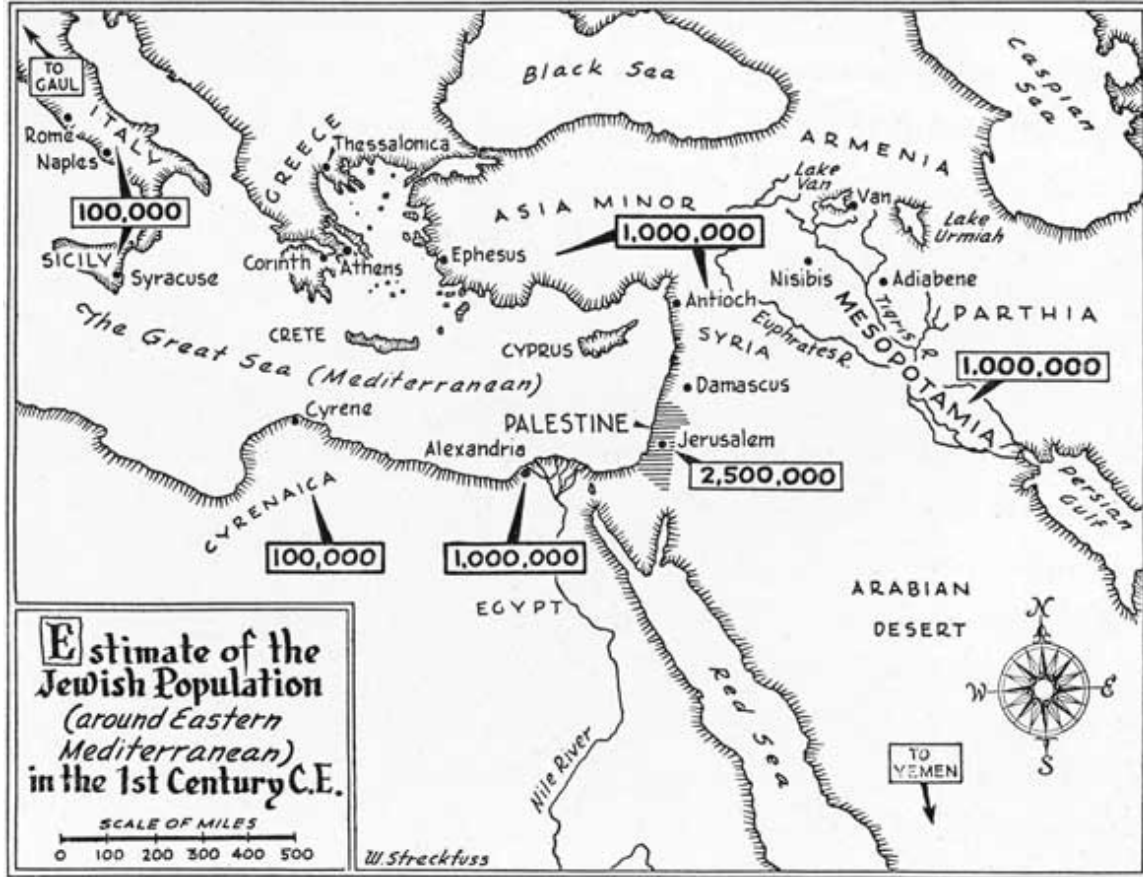 TO
GAUL
ITALY
Rome
Naples
100,000
SICILY
Syracuse
GREECE
Thessalonica
Corinth
Athens
Black Sea
Caspian
Sea
ARMENIA
Lake
Van
Van
Lake
Urmiah
ASIA MINOR
1,000,000
Ephesus
Nisibis
Adiabene
Antioch
MESOPOTAMIA
Tigris R.
PARTHIA
Euphrates R.
SYRIA
1.000,000
CRETE
CYPRUS
The Great Sea (Mediterranean)
Damascus
Cyrene
PALESTINE
Jerusalem
Alexandria
2,500,000
Persian
Gulf
CYRENAICA
100,000
1,000,000
EGYPT
ARABIAN
DESERT
Red Sea
Nile River
N
W
E
S
TO
YEMEN
Estimate of the
Jewish Population
(around Eastern
Mediterranean)
in the 1st Century C.E.
SCALE OF MILES
0 100 200 300 400 500
W. Streckfuss